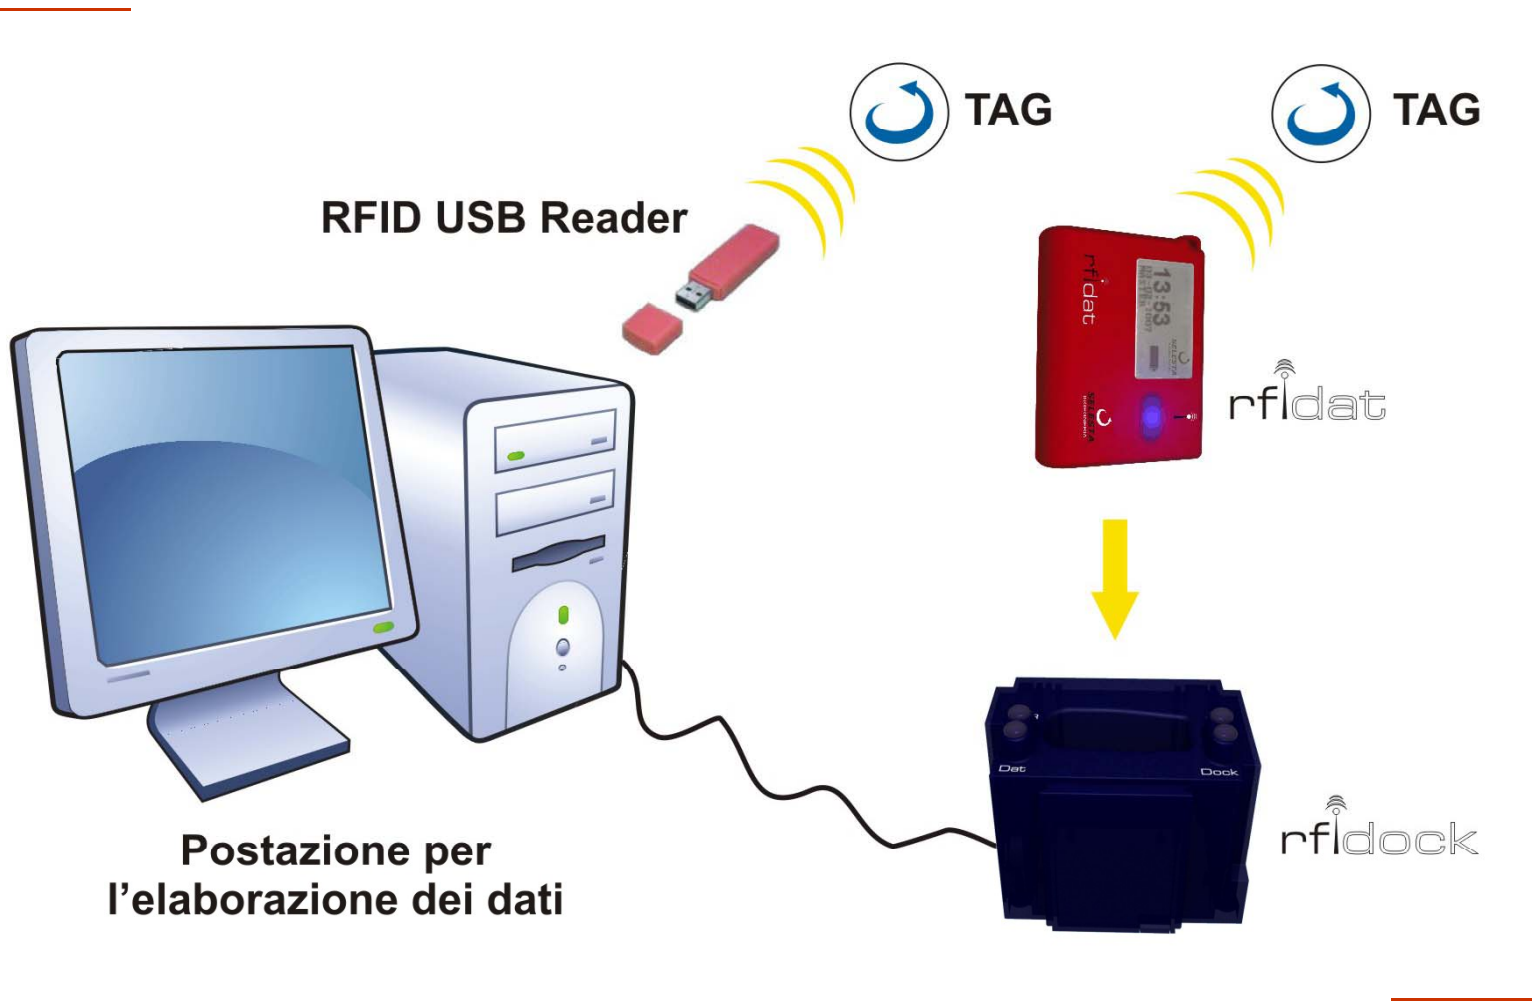 TAG
TAG
RFID USB Reader
rfidat
13:53
rfidat
Dat
Dock
rfidock
Postazione per
l’elaborazione dei dati